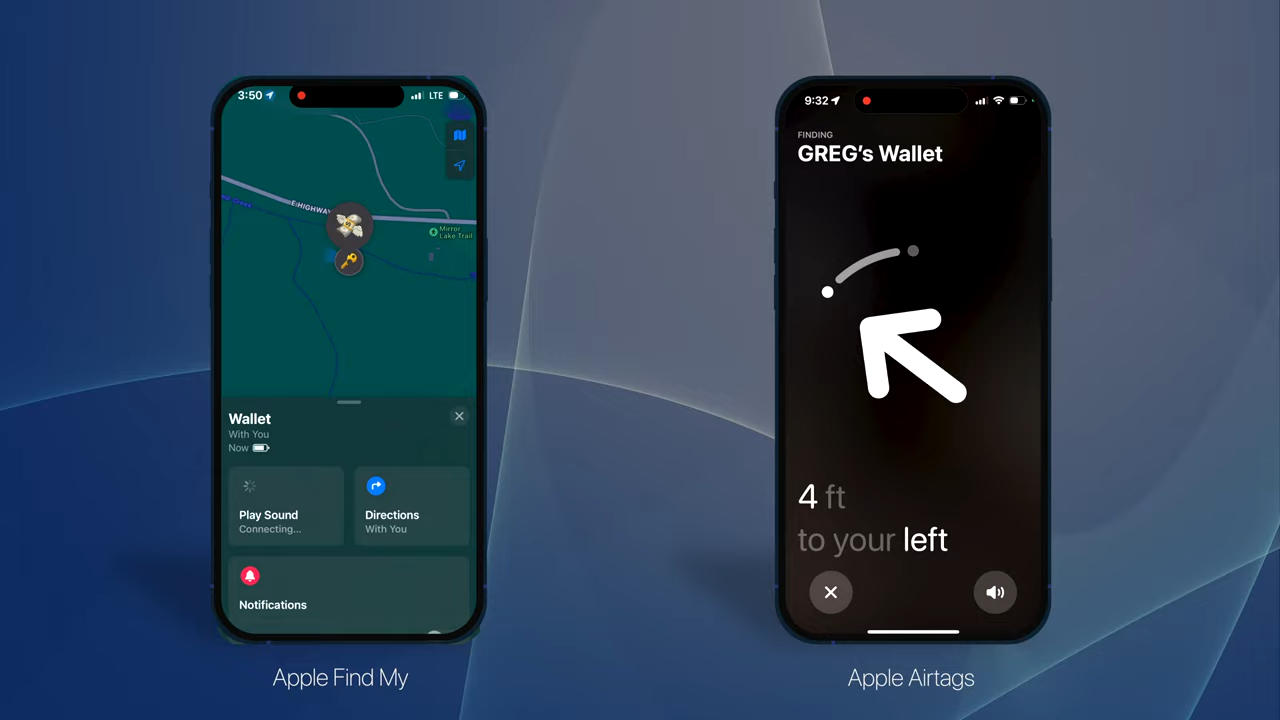 3:50
LTE
E HIGHWAY
Mirror
Lake Trail
Wallet
With You
Now
Play Sound
Connecting...
Directions
With You
Notifications
Apple Find My
9:32
FINDING
GREG's Wallet
4 ft
to your left
Apple Airtags